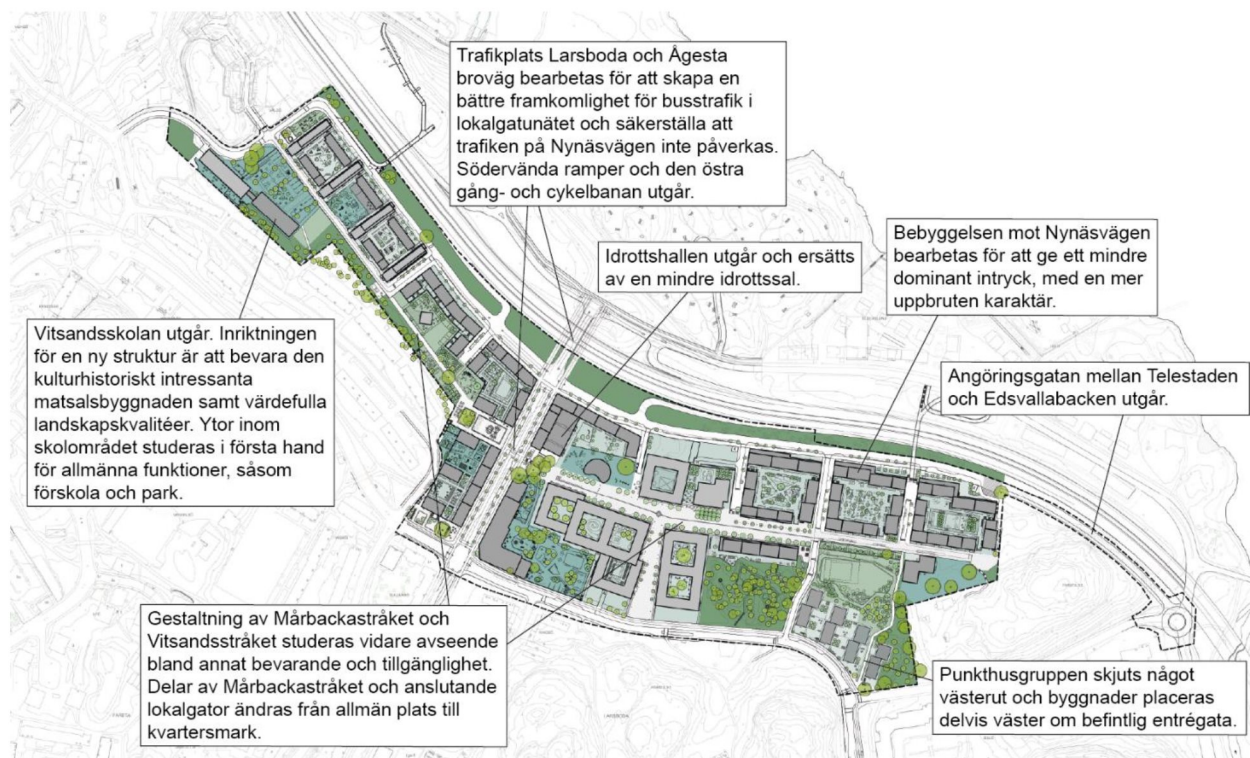 Trafikplats Larsboda och Ågesta
broväg bearbetas för att skapa en
bättre framkomlighet för busstrafik i
lokalgatunätet och säkerställa att
trafiken på Nynäsvägen inte påverkas.
Södervända ramper och den östra
gång- och cykelbanan utgår.
Idrottshallen utgår och ersätts
av en mindre idrottssal.
Bebyggelsen mot Nynäsvägen
bearbetas för att ge ett mindre
dominant intryck, med en mer
uppbruten karaktär.
Vitsandsskolan utgår. Inriktningen
för en ny struktur är att bevara den
kulturhistoriskt intressanta
matsalsbyggnaden samt värdefulla
landskapskvalitéer. Ytor inom
skolområdet studeras i första hand
för allmänna funktioner, såsom
förskola och park.
Angöringsgatan mellan Telestaden
och Edsvallabacken utgår.
Gestaltning av Mårbackastråket och
Vitsandsstråket studeras vidare avseende
bland annat bevarande och tillgänglighet.
Delar av Mårbackastråket och anslutande
lokalgator ändras från allmän plats till
kvartersmark.
Punkthusgruppen skjuts något
västerut och byggnader placeras
delvis väster om befintlig entrégata.